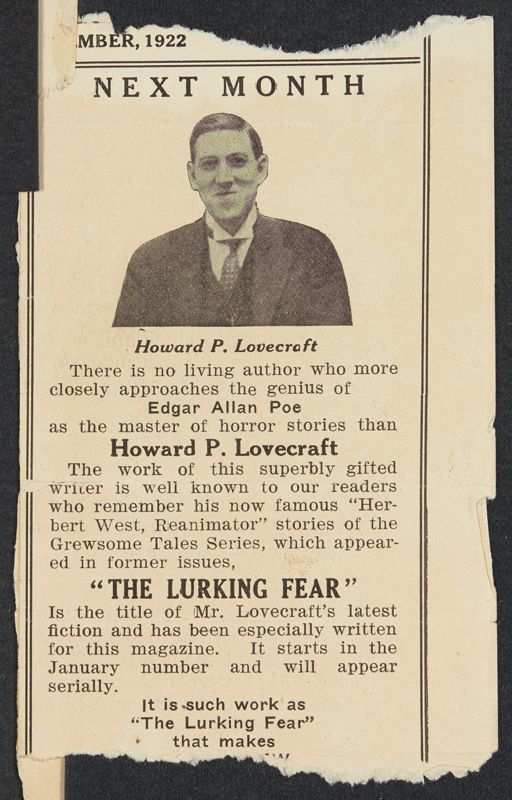 MBER, 1922
NEXT MONTH
Howard P. Lovecraft
There is no living author who more
closely approaches the genius of
Edgar Allan Poe
as the master of horror stories than
Howard P. Lovecraft
The work of this superbly gifted
writer is well known to our readers
who remember his now famous “Her-
bert West, Reanimator” stories of the
Grewsome Tales Series, which appear-
ed in former issues,
“THE LURKING FEAR”
Is the title of Mr. Lovecraft’s latest
fiction and has been especially written
for this magazine. It starts in the
January number and will appear
serially.
It is such work as
“The Lurking Fear”
that makes